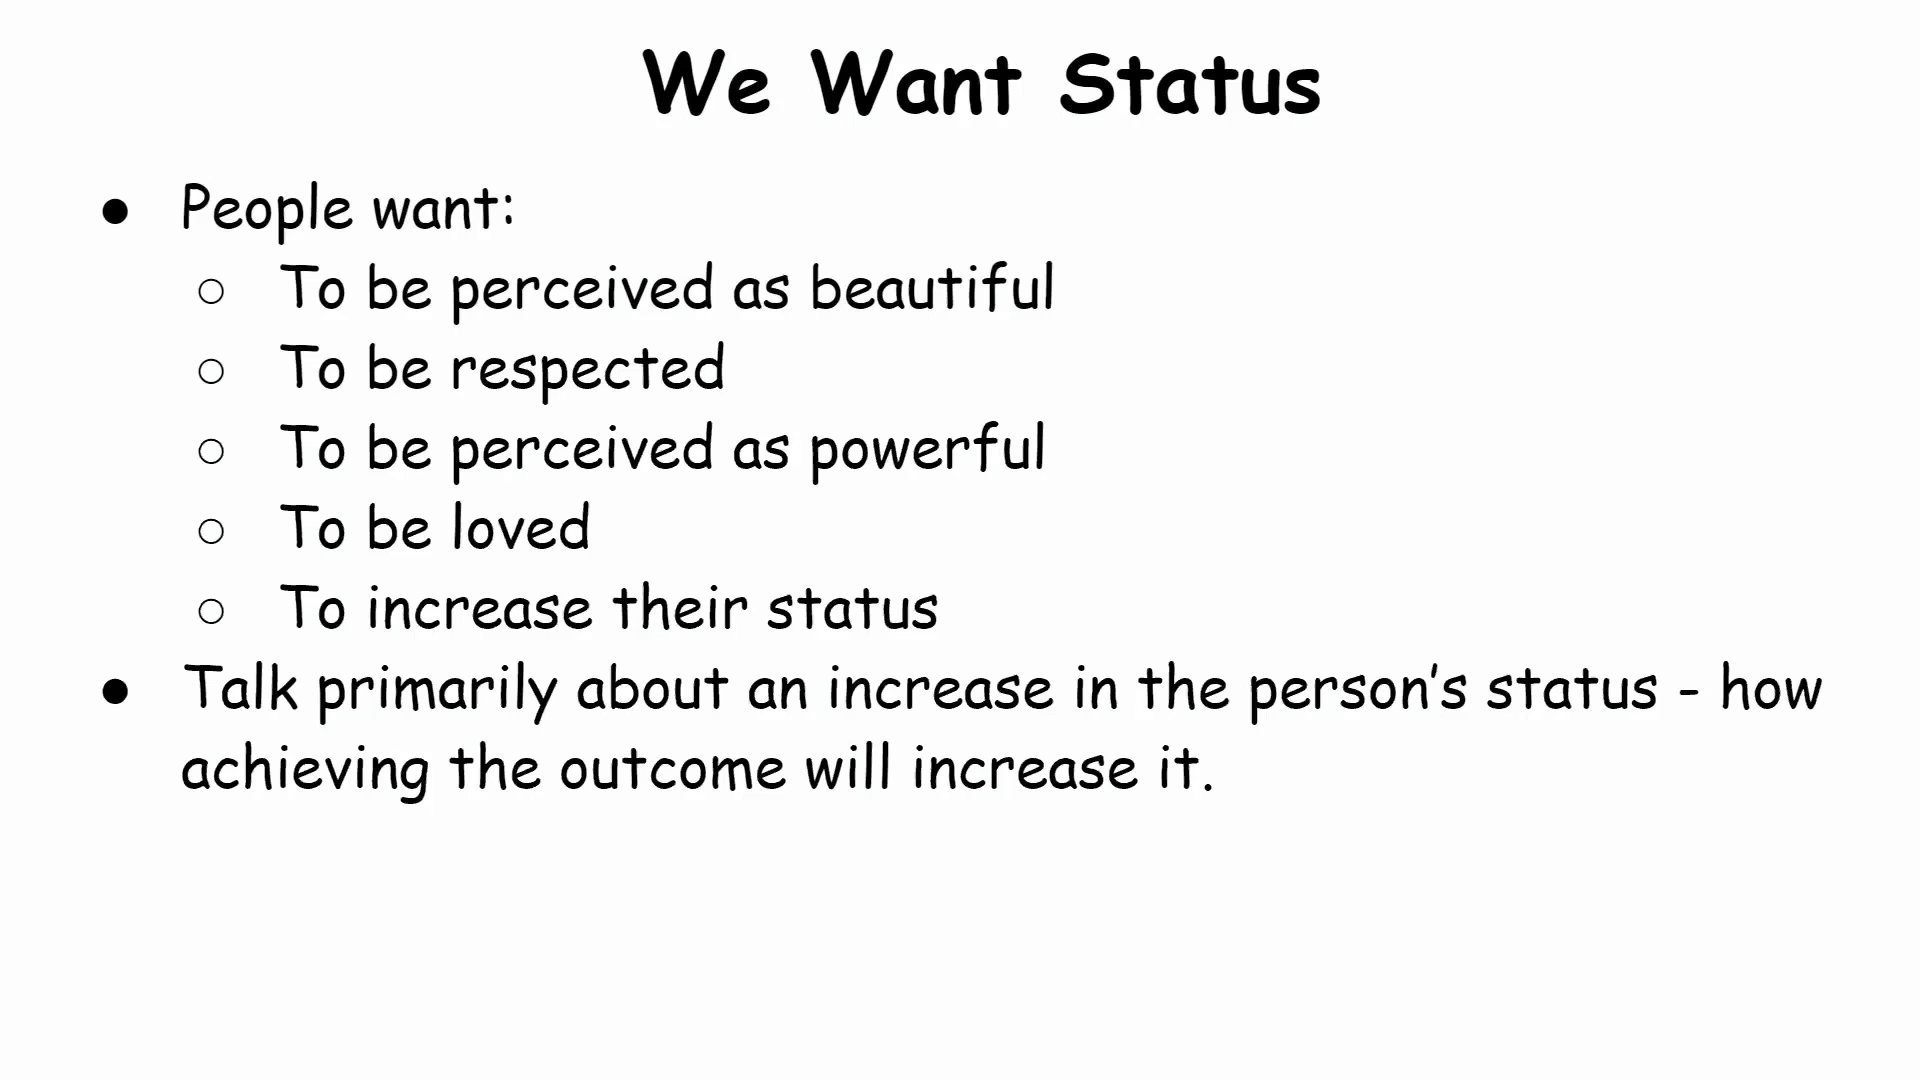 We Want Status
● People want:
○ To be perceived as beautiful
○ To be respected
○ To be perceived as powerful
○ To be loved
○ To increase their status
● Talk primarily about an increase in the person's status - how
achieving the outcome will increase it.